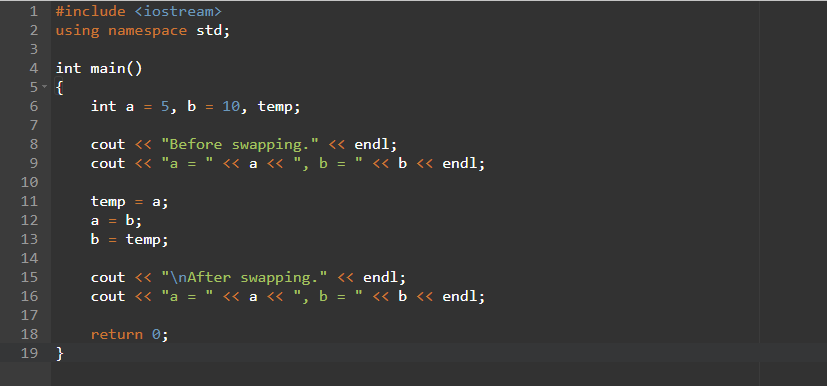 1 #include <iostream>
2 using namespace std;
3
4 int main()
5 {
6     int a = 5, b = 10, temp;
7
8     cout << "Before swapping." << endl;
9     cout << "a = " << a << ", b = " << b << endl;
10
11     temp = a;
12     a = b;
13     b = temp;
14
15     cout << "\nAfter swapping." << endl;
16     cout << "a = " << a << ", b = " << b << endl;
17
18     return 0;
19 }